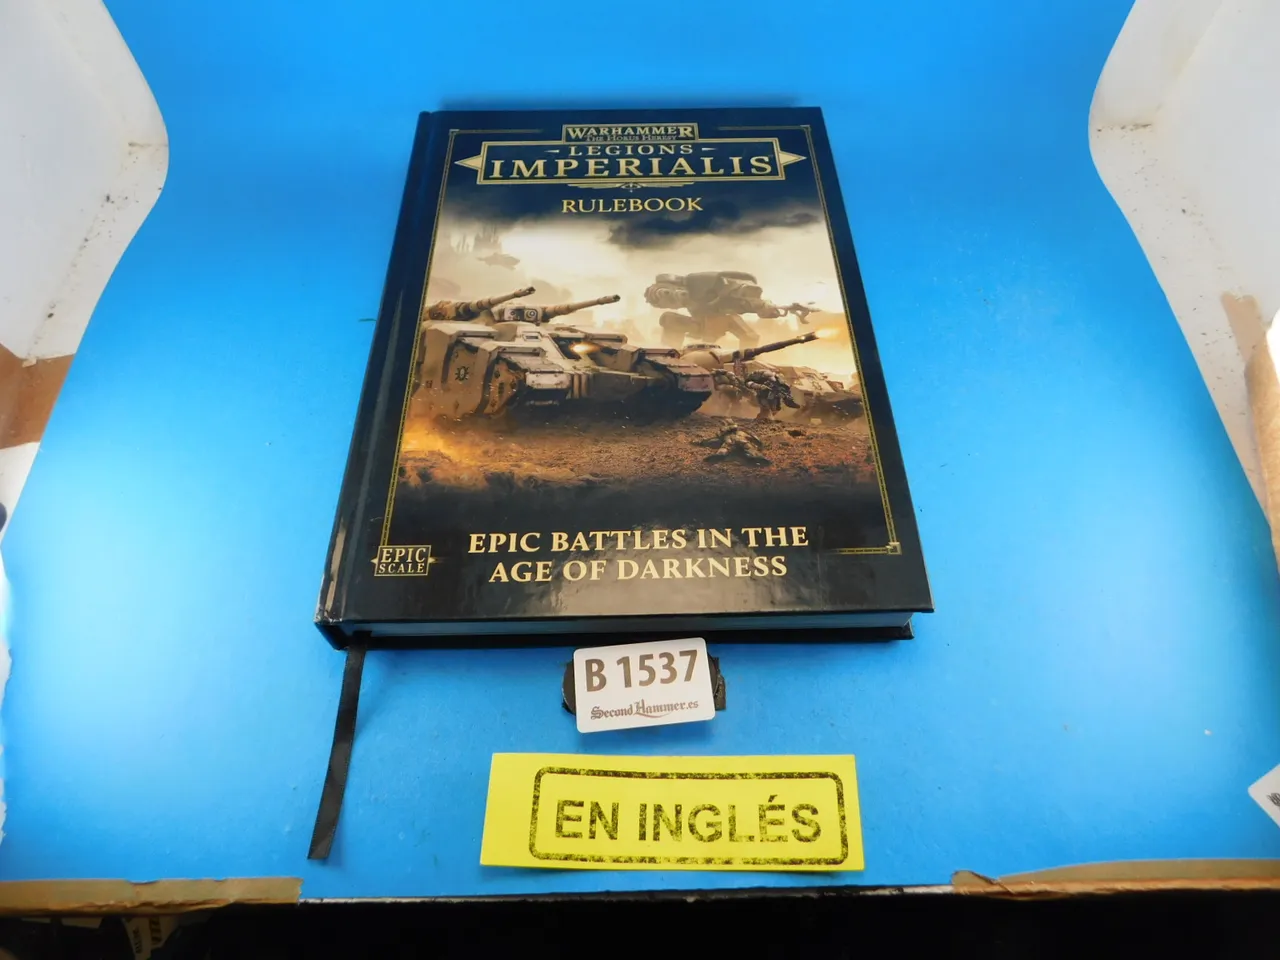 WARHAMMER
THE HORUS HERESY
LEGIONS
IMPERIALIS
RULEBOOK
EPIC BATTLES IN THE
AGE OF DARKNESS
EPIC
SCALE
B 1537
SecondHammer.es
EN INGLÉS